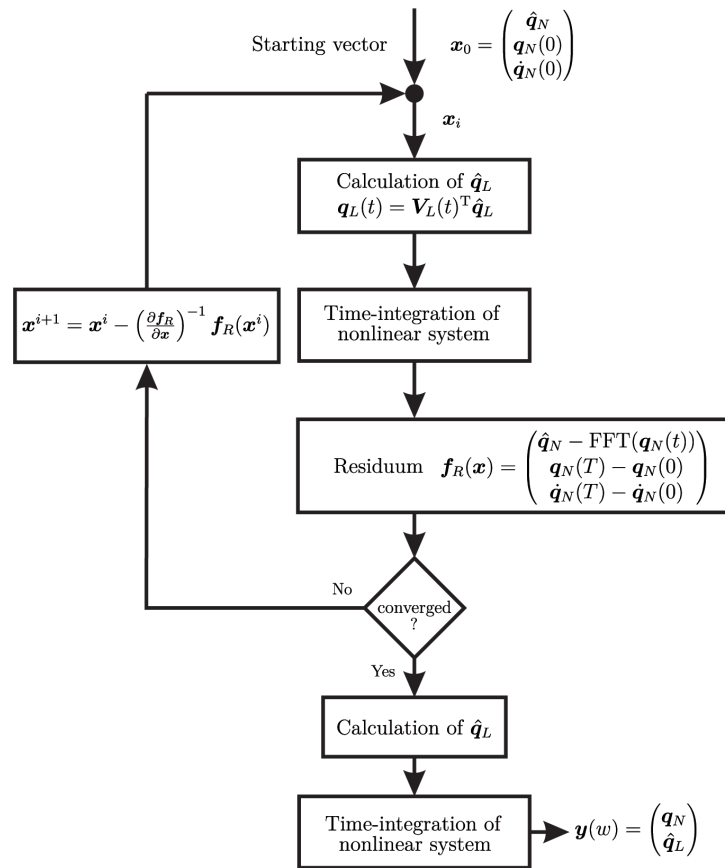 Starting vector x₀ = (q̂_N
q_N(0)
q̇_N(0))
x_i
Calculation of q̂_L
q_L(t) = V_L(t)^T q̂_L
x^{i+1} = x^i − (∂f_R/∂x)^{−1} f_R(x^i)
Time-integration of
nonlinear system
Residuum f_R(x) = (q̂_N − FFT(q_N(t))
q_N(T) − q_N(0)
q̇_N(T) − q̇_N(0))
No
converged
?
Yes
Calculation of q̂_L
Time-integration of
nonlinear system
y(w) = (q_N
q̂_L)